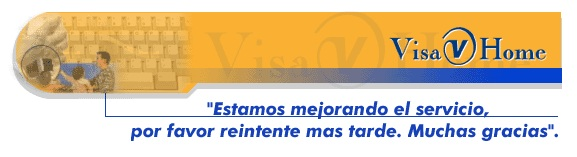 Visa V Home
"Estamos mejorando el servicio,
por favor reintente mas tarde. Muchas gracias".